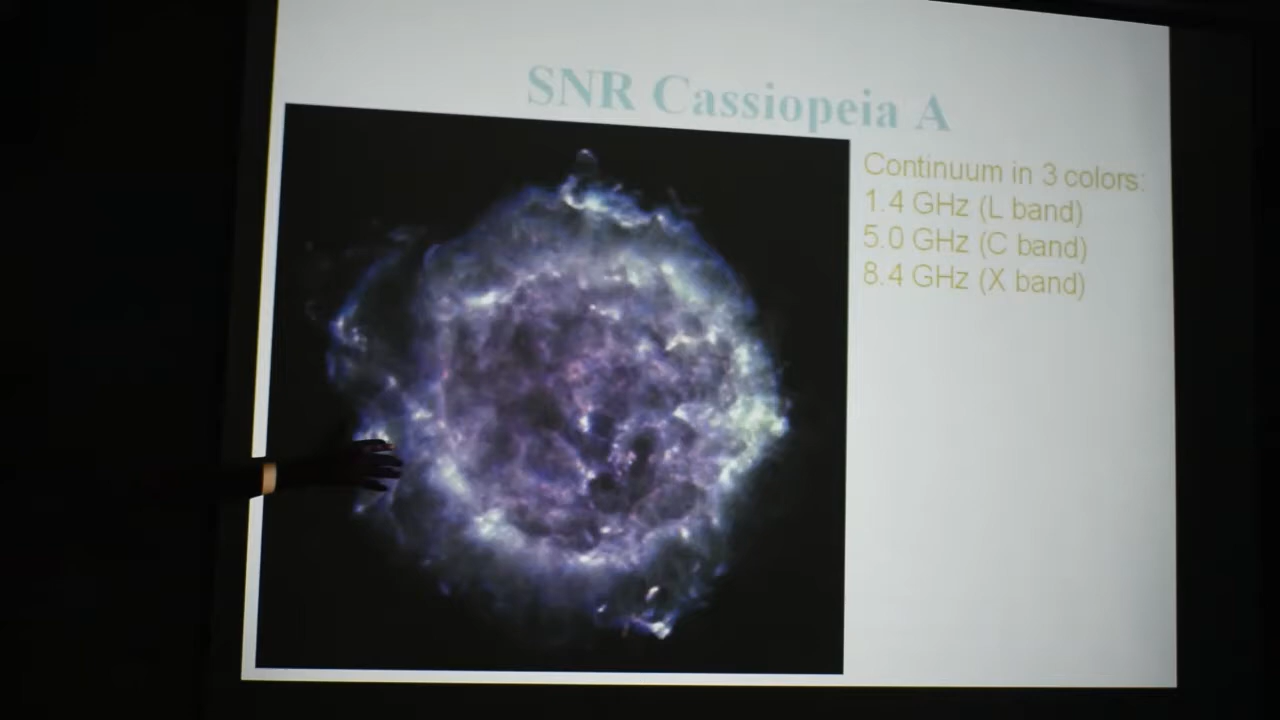 SNR Cassiopeia A
Continuum in 3 colors:
1.4 GHz (L band)
5.0 GHz (C band)
8.4 GHz (X band)